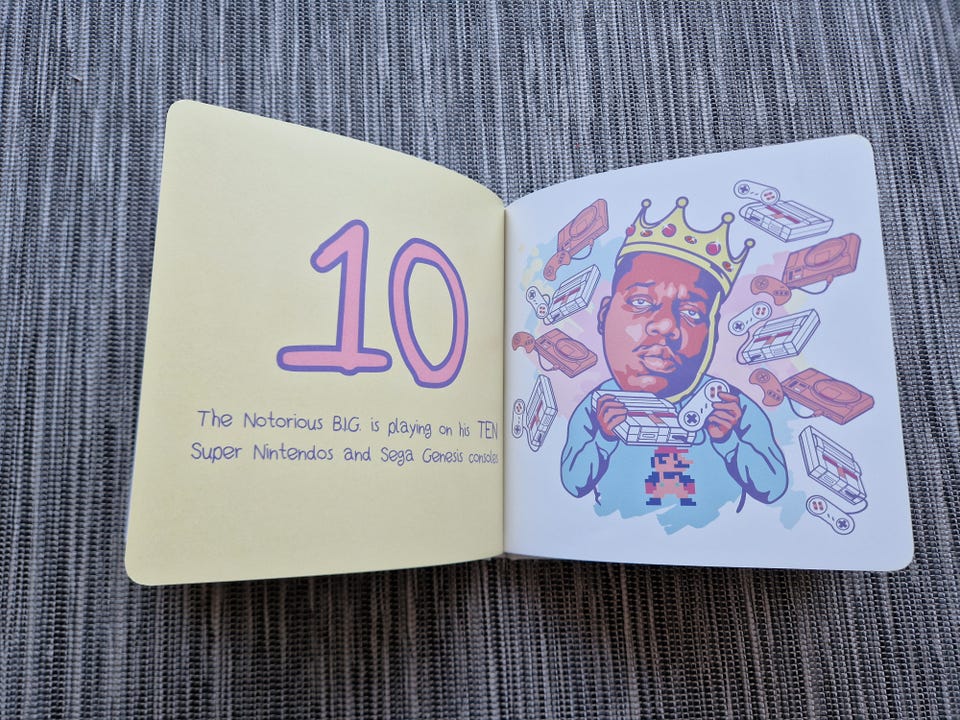 10
The Notorious B.I.G. is playing on his TEN
Super Nintendos and Sega Genesis consoles